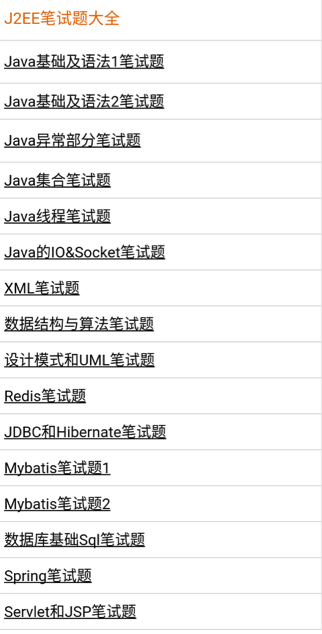 J2EE笔试题大全
Java基础及语法1笔试题
Java基础及语法2笔试题
Java异常部分笔试题
Java集合笔试题
Java线程笔试题
Java的IO&Socket笔试题
XML笔试题
数据结构与算法笔试题
设计模式和UML笔试题
Redis笔试题
JDBC和Hibernate笔试题
Mybatis笔试题1
Mybatis笔试题2
数据库基础Sql笔试题
Spring笔试题
Servlet和JSP笔试题